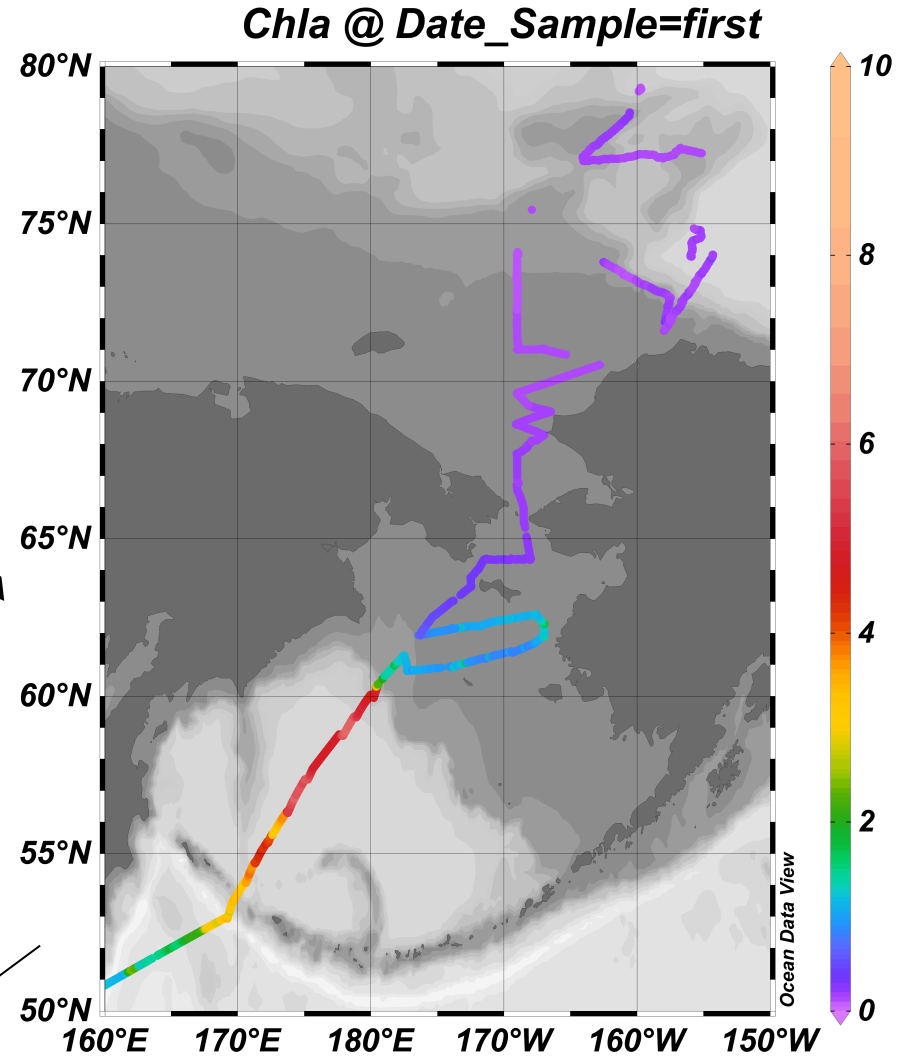 Chla @ Date_Sample=first
80°N
75°N
70°N
65°N
60°N
55°N
50°N
160°E
170°E
180°E
170°W
160°W
150°W
Ocean Data View
10
8
6
4
2
0